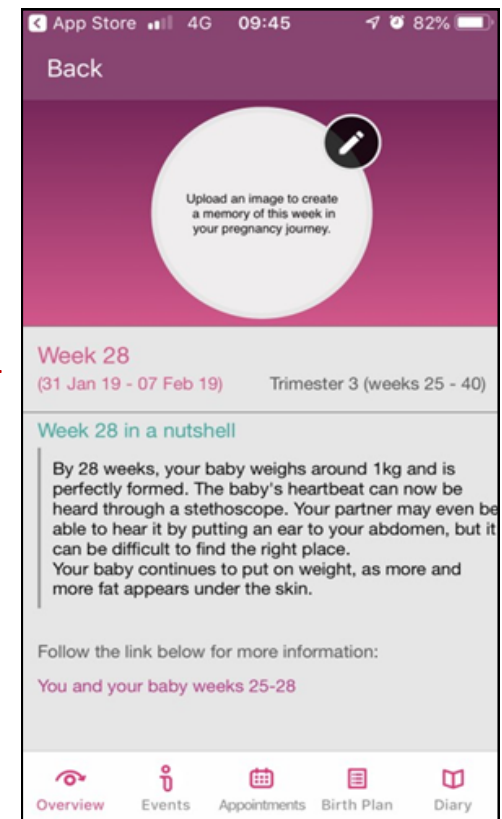 App Store 4G 09:45 82%
Back
Upload an image to create
a memory of this week in
your pregnancy journey.
Week 28
(31 Jan 19 - 07 Feb 19) Trimester 3 (weeks 25 - 40)
Week 28 in a nutshell
By 28 weeks, your baby weighs around 1kg and is
perfectly formed. The baby's heartbeat can now be
heard through a stethoscope. Your partner may even be
able to hear it by putting an ear to your abdomen, but it
can be difficult to find the right place.
Your baby continues to put on weight, as more and
more fat appears under the skin.
Follow the link below for more information:
You and your baby weeks 25-28
Overview Events Appointments Birth Plan Diary